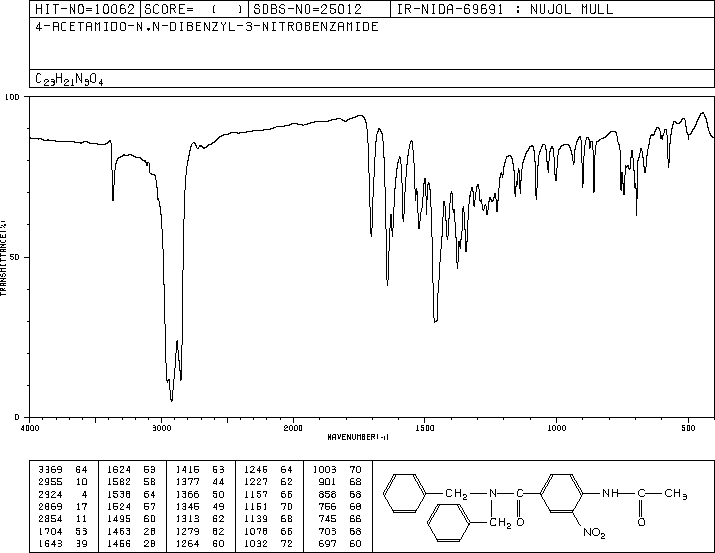 HIT-NO=10062 SCORE= ( ) SDBS-NO=25012 IR-NIDA-69691 : NUJOL MULL
4-ACETAMIDO-N,N-DIBENZYL-3-NITROBENZAMIDE
C23H21N3O4
100
50
0
TRANSMITTANCE(%)
4000 3000 2000 1500 1000 500
WAVENUMBER(-1)
3369 64 1624 53 1416 53 1246 64 1003 70
2955 10 1582 58 1377 44 1227 62 901 68
2924 4 1538 64 1366 50 1157 66 858 68
2869 17 1524 57 1345 49 1151 70 756 68
2854 11 1495 60 1313 62 1139 68 745 66
1704 53 1463 28 1279 62 1078 66 703 58
1643 39 1456 28 1264 60 1032 72 697 60
CH2 N C NH C CH3
O O
CH2 NO2